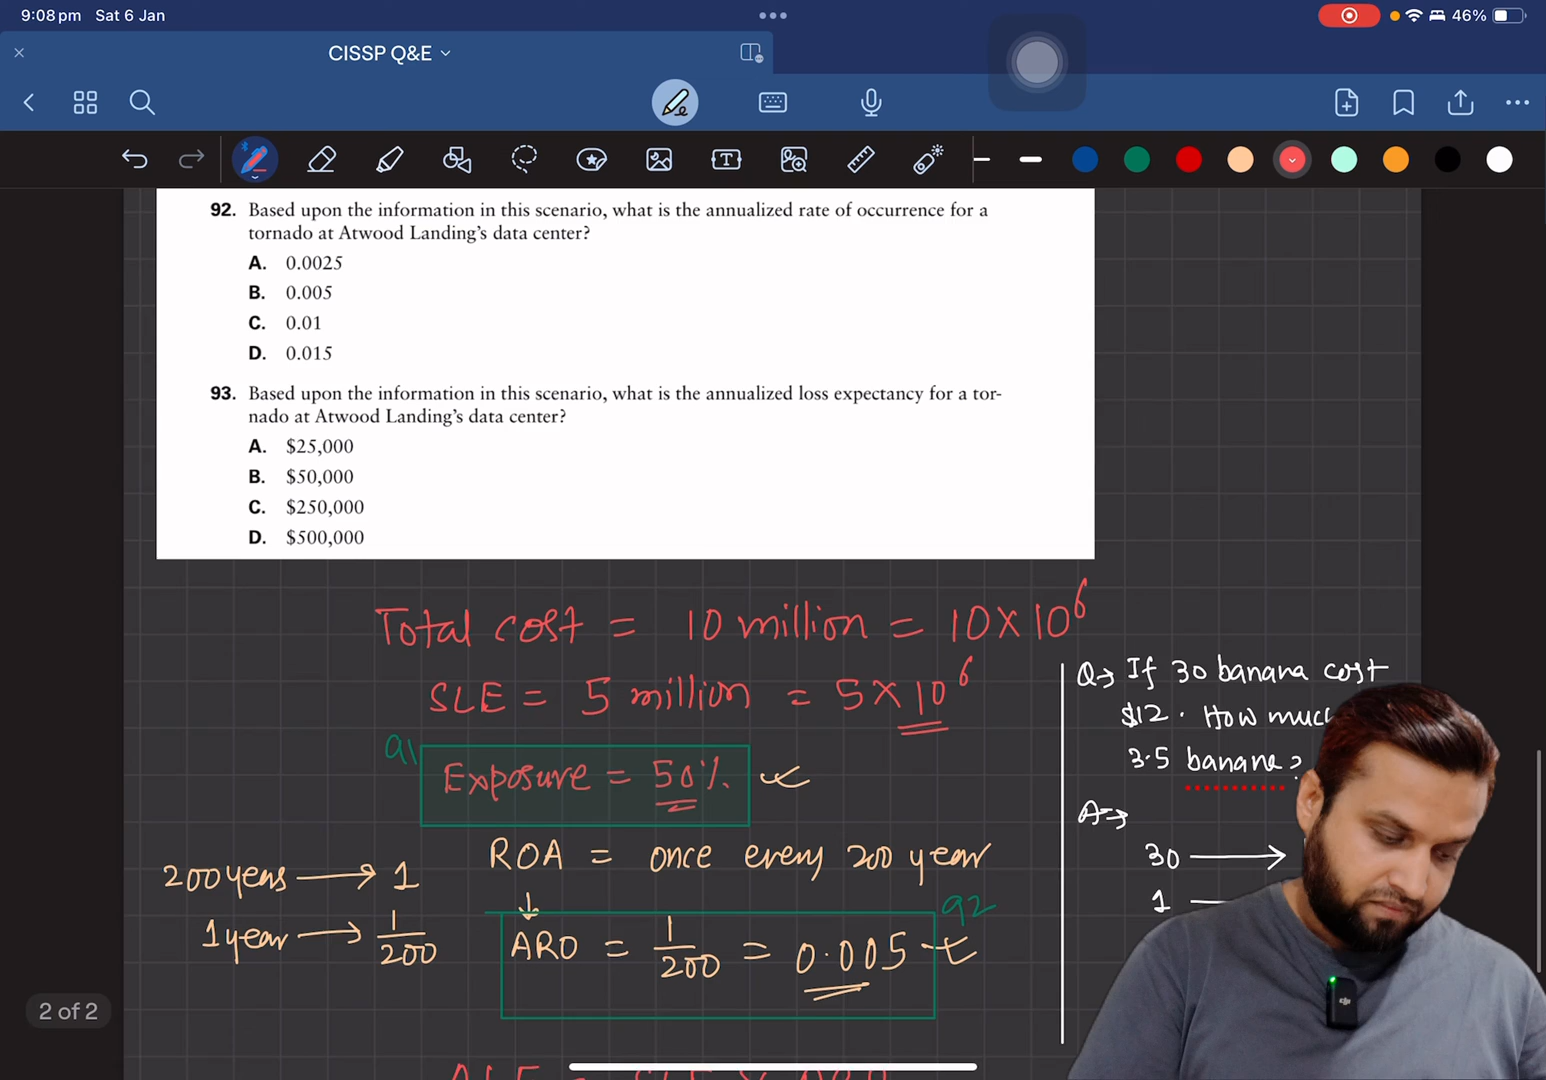 9:08 pm Sat 6 Jan
46%
CISSP Q&E
92. Based upon the information in this scenario, what is the annualized rate of occurrence for a
tornado at Atwood Landing's data center?
A. 0.0025
B. 0.005
C. 0.01
D. 0.015
93. Based upon the information in this scenario, what is the annualized loss expectancy for a tor-
nado at Atwood Landing's data center?
A. $25,000
B. $50,000
C. $250,000
D. $500,000
Total cost = 10 million = 10 X 10^6
SLE = 5 million = 5 X 10^6
91
Exposure = 50%
ROA = once every 200 year
200 years → 1
1 year → 1/200
92
ARO = 1/200 = 0.005
Q→ If 30 banana cost
$12. How much
3.5 banana?
A→
30 →
1
2 of 2